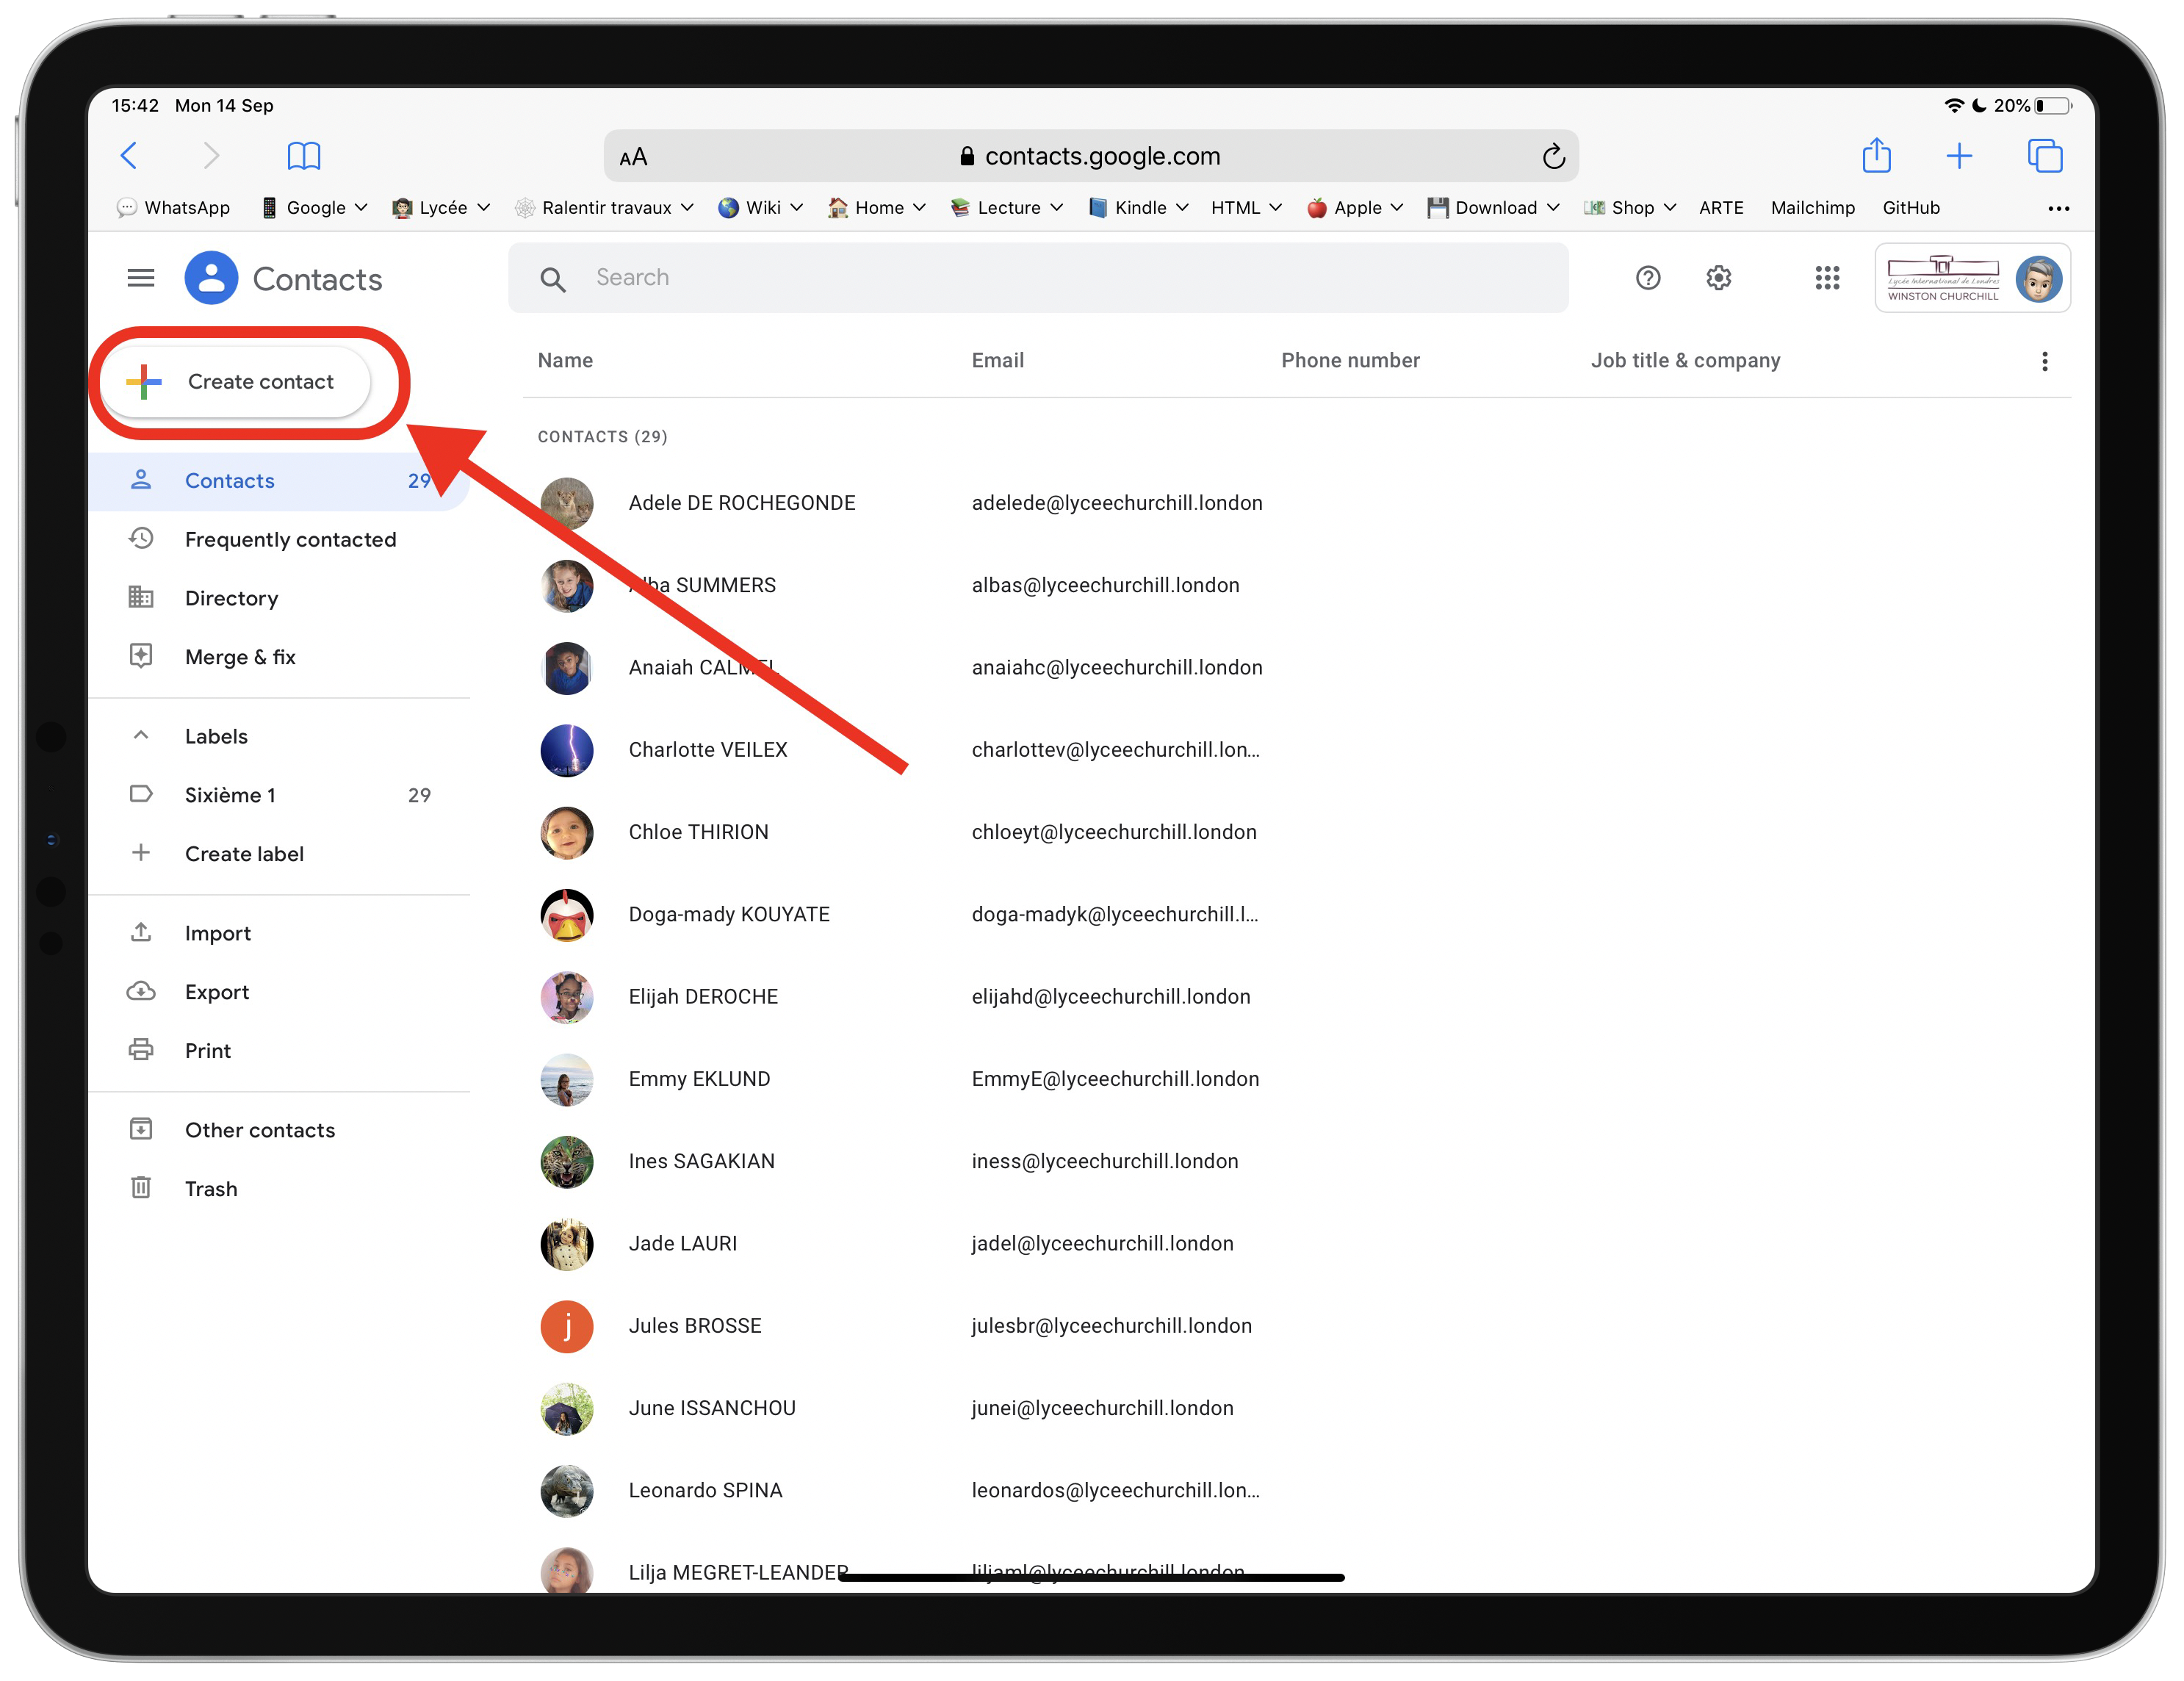 15:42 Mon 14 Sep
20%
AA contacts.google.com
WhatsApp Google Lycée Ralentir travaux Wiki Home Lecture Kindle HTML Apple Download Shop ARTE Mailchimp GitHub
Contacts
Search
Lycée International de Londres
WINSTON CHURCHILL
Create contact
Contacts 29
Frequently contacted
Directory
Merge & fix
Labels
Sixième 1 29
Create label
Import
Export
Print
Other contacts
Trash
Name Email Phone number Job title & company
CONTACTS (29)
Adele DE ROCHEGONDE adelede@lyceechurchill.london
SUMMERS albas@lyceechurchill.london
Anaiah CALMEL anaiahc@lyceechurchill.london
Charlotte VEILEX charlottev@lyceechurchill.lon...
Chloe THIRION chloeyt@lyceechurchill.london
Doga-mady KOUYATE doga-madyk@lyceechurchill.l...
Elijah DEROCHE elijahd@lyceechurchill.london
Emmy EKLUND EmmyE@lyceechurchill.london
Ines SAGAKIAN iness@lyceechurchill.london
Jade LAURI jadel@lyceechurchill.london
j Jules BROSSE julesbr@lyceechurchill.london
June ISSANCHOU junei@lyceechurchill.london
Leonardo SPINA leonardos@lyceechurchill.lon...
Lilja MEGRET-LEANDER liljaml@lyceechurchill.london